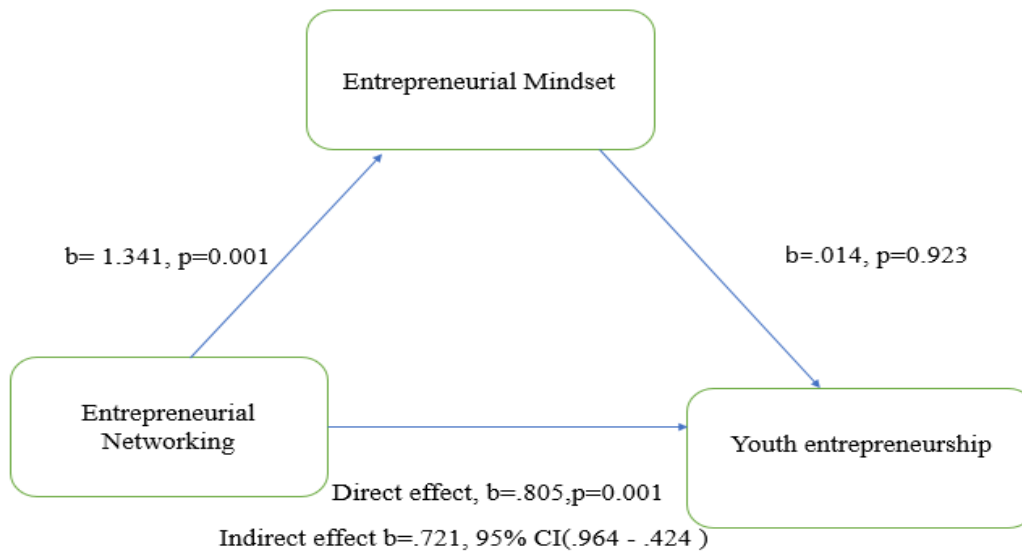 Entrepreneurial Mindset
b= 1.341, p=0.001
b=.014, p=0.923
Entrepreneurial
Networking
Youth entrepreneurship
Direct effect, b=.805,p=0.001
Indirect effect b=.721, 95% CI(.964 - .424 )